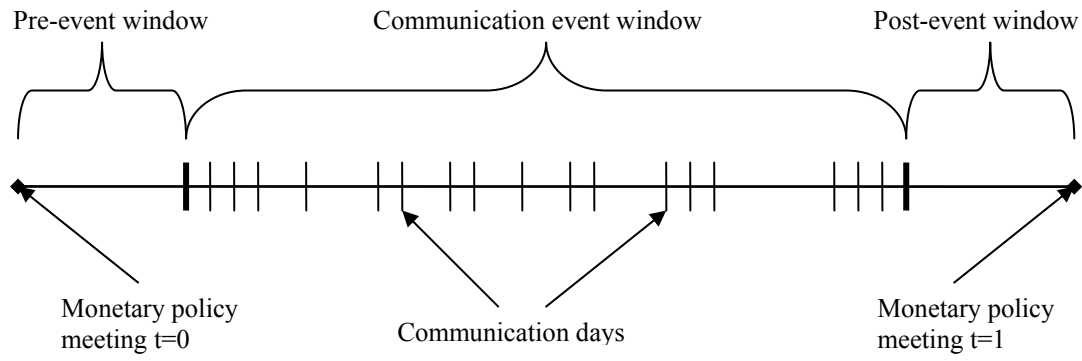 Pre-event window
Communication event window
Post-event window
Monetary policy
meeting t=0
Communication days
Monetary policy
meeting t=1